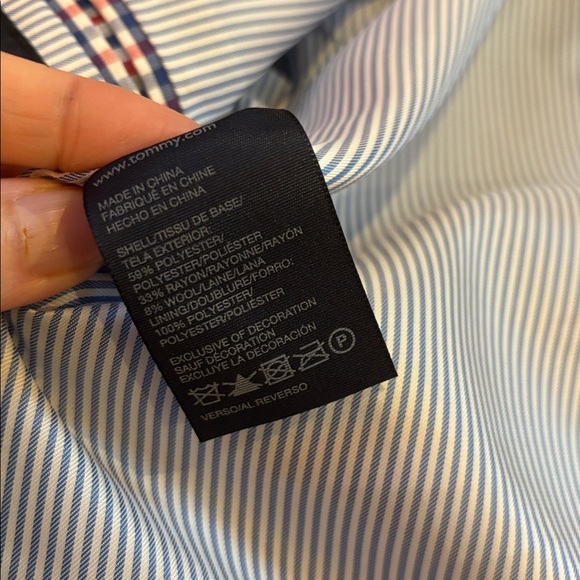 www.tommy.com
MADE IN CHINA
FABRIQUÉ EN CHINE
HECHO EN CHINA
SHELL/TISSU DE BASE/
TELA EXTERIOR:
59% POLYESTER/
POLYESTER/POLIÉSTER
33% RAYON/RAYONNE/RAYÓN
8% WOOL/LAINE/LANA
LINING/DOUBLURE/FORRO:
100% POLYESTER/
POLYESTER/POLIÉSTER
EXCLUSIVE OF DECORATION
SAUF DÉCORATION
EXCLUYE LA DECORACIÓN
P
VERSO/AL REVERSO